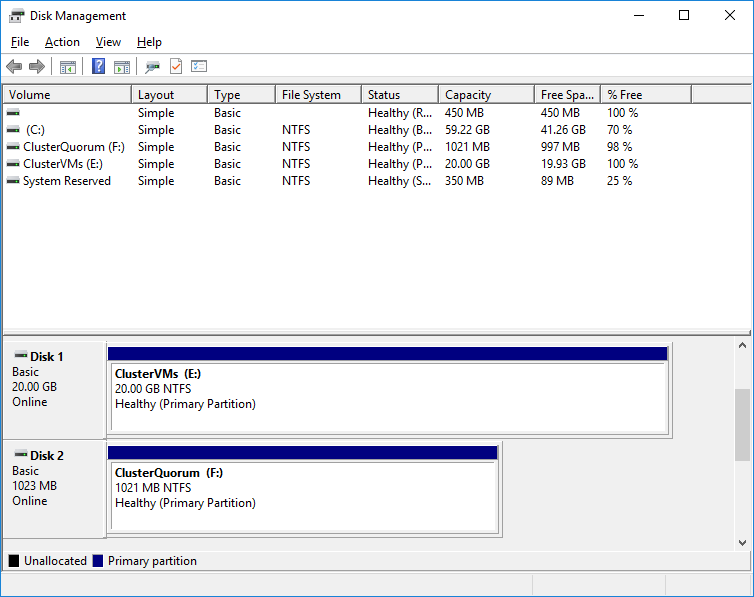 Disk Management
File Action View Help
Volume Layout Type File System Status Capacity Free Spa... % Free
Simple Basic Healthy (R... 450 MB 450 MB 100 %
(C:) Simple Basic NTFS Healthy (B... 59.22 GB 41.26 GB 70 %
ClusterQuorum (F:) Simple Basic NTFS Healthy (P... 1021 MB 997 MB 98 %
ClusterVMs (E:) Simple Basic NTFS Healthy (P... 20.00 GB 19.93 GB 100 %
System Reserved Simple Basic NTFS Healthy (S... 350 MB 89 MB 25 %
Disk 1
Basic
20.00 GB
Online
ClusterVMs (E:)
20.00 GB NTFS
Healthy (Primary Partition)
Disk 2
Basic
1023 MB
Online
ClusterQuorum (F:)
1021 MB NTFS
Healthy (Primary Partition)
Unallocated Primary partition